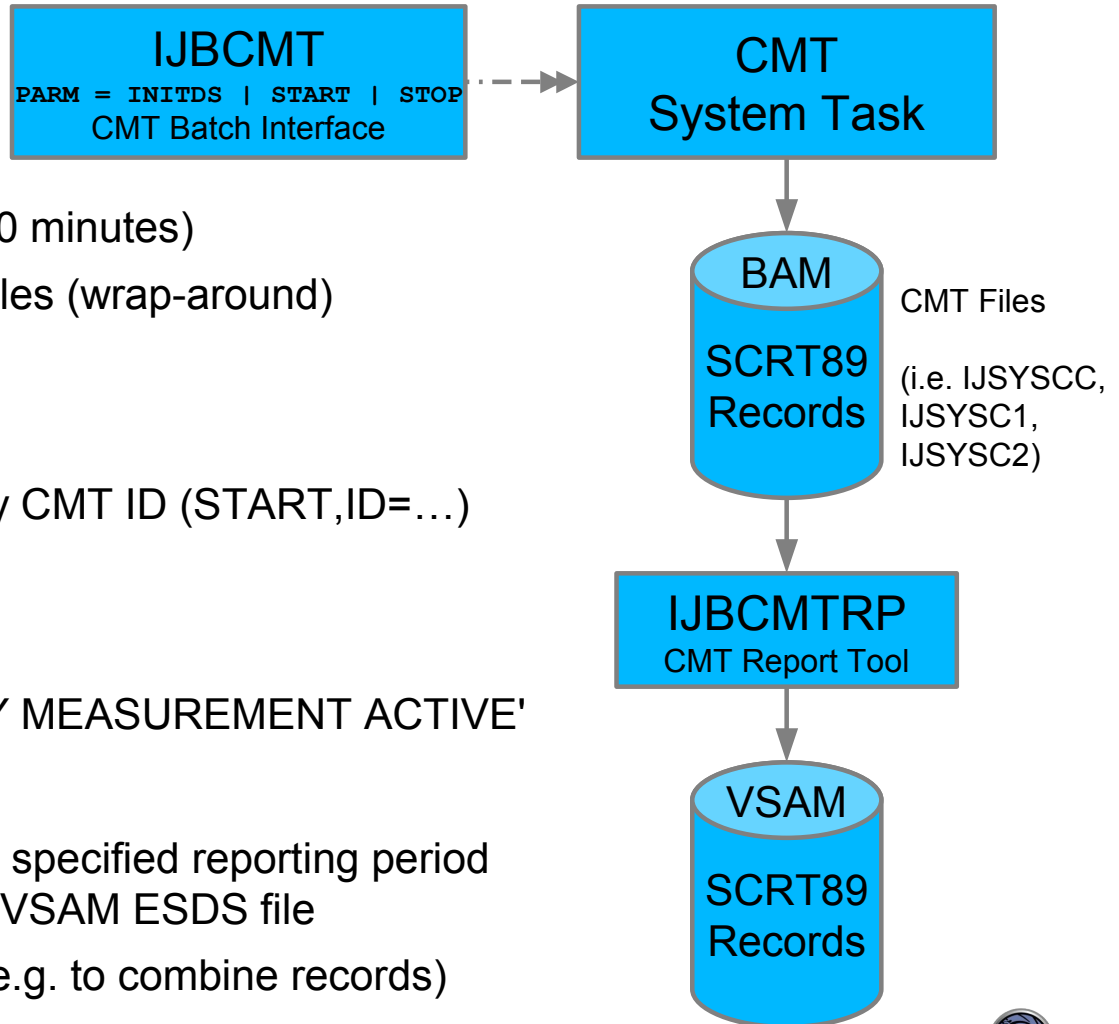 IJBCMT
PARM = INITDS | START | STOP
CMT Batch Interface
CMT
System Task
0 minutes)
les (wrap-around)
BAM
SCRT89
Records
CMT Files
(i.e. IJSYSCC,
IJSYSC1,
IJSYSC2)
CMT ID (START,ID=…)
IJBCMTRP
CMT Report Tool
MEASUREMENT ACTIVE'
VSAM
SCRT89
Records
specified reporting period
VSAM ESDS file
e.g. to combine records)